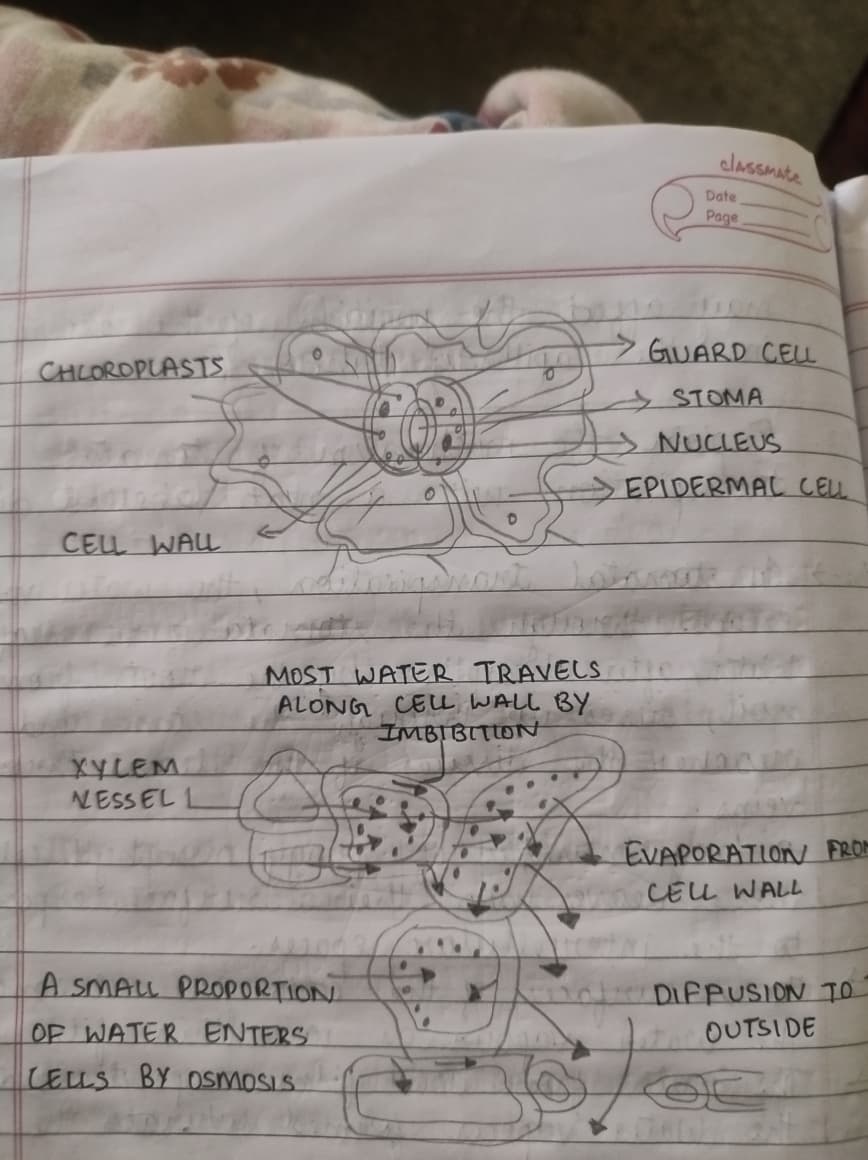 classmate
Date
Page
CHLOROPLASTS
GUARD CELL
STOMA
NUCLEUS
EPIDERMAL CELL
CELL WALL
MOST WATER TRAVELS
ALONG CELL WALL BY
IMBIBITION
XYLEM
VESSEL
EVAPORATION FROM
CELL WALL
A SMALL PROPORTION
OF WATER ENTERS
CELLS BY OSMOSIS
DIFFUSION TO
OUTSIDE